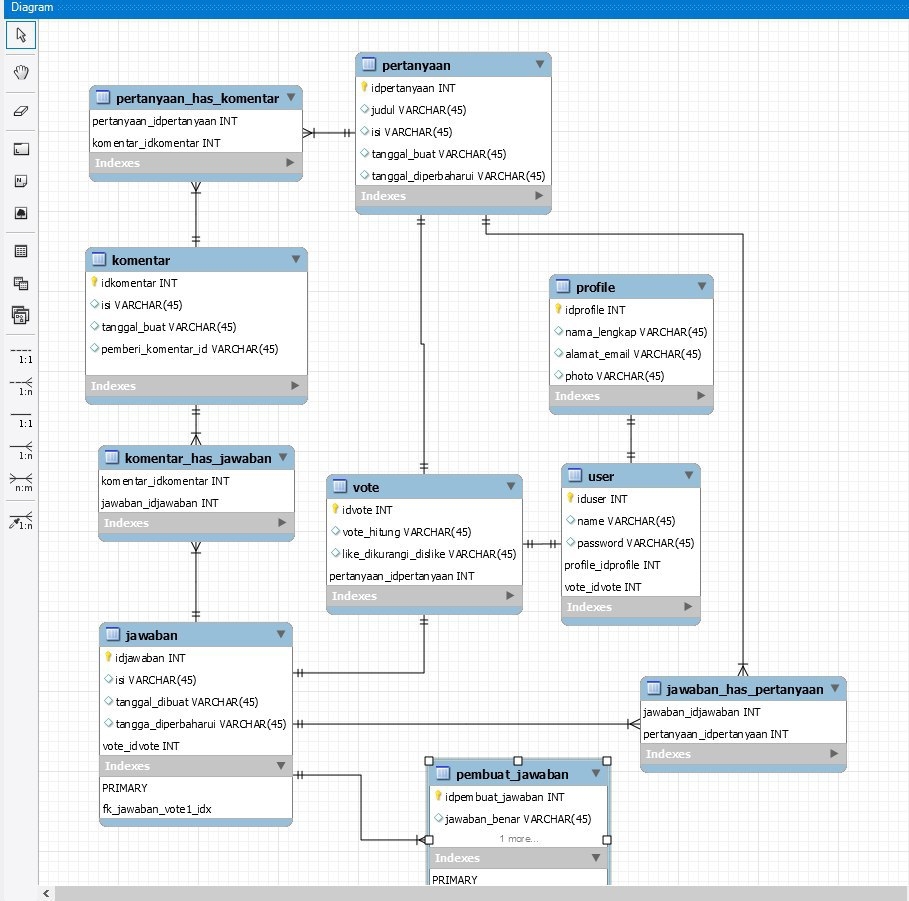 Diagram
1:1
1:n
1:1
1:n
n:m
1:n
pertanyaan_has_komentar
pertanyaan_idpertanyaan INT
komentar_idkomentar INT
Indexes
pertanyaan
idpertanyaan INT
judul VARCHAR(45)
isi VARCHAR(45)
tanggal_buat VARCHAR(45)
tanggal_diperbaharui VARCHAR(45)
Indexes
komentar
idkomentar INT
isi VARCHAR(45)
tanggal_buat VARCHAR(45)
pemberi_komentar_id VARCHAR(45)
Indexes
profile
idprofile INT
nama_lengkap VARCHAR(45)
alamat_email VARCHAR(45)
photo VARCHAR(45)
Indexes
komentar_has_jawaban
komentar_idkomentar INT
jawaban_idjawaban INT
Indexes
vote
idvote INT
vote_hitung VARCHAR(45)
like_dikurangi_dislike VARCHAR(45)
pertanyaan_idpertanyaan INT
Indexes
user
iduser INT
name VARCHAR(45)
password VARCHAR(45)
profile_idprofile INT
vote_idvote INT
Indexes
jawaban
idjawaban INT
isi VARCHAR(45)
tanggal_dibuat VARCHAR(45)
tangga_diperbaharui VARCHAR(45)
vote_idvote INT
Indexes
PRIMARY
fk_jawaban_vote1_idx
jawaban_has_pertanyaan
jawaban_idjawaban INT
pertanyaan_idpertanyaan INT
Indexes
pembuat_jawaban
idpembuat_jawaban INT
jawaban_benar VARCHAR(45)
1 more...
Indexes
PRIMARY